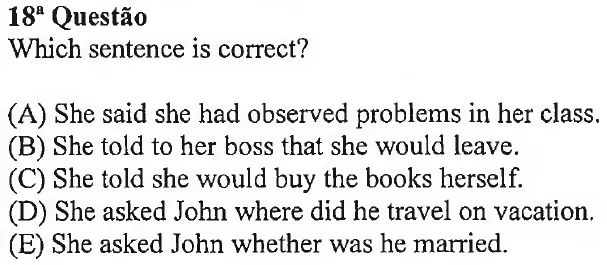 18ª Questão
Which sentence is correct?
(A) She said she had observed problems in her class.
(B) She told to her boss that she would leave.
(C) She told she would buy the books herself.
(D) She asked John where did he travel on vacation.
(E) She asked John whether was he married.